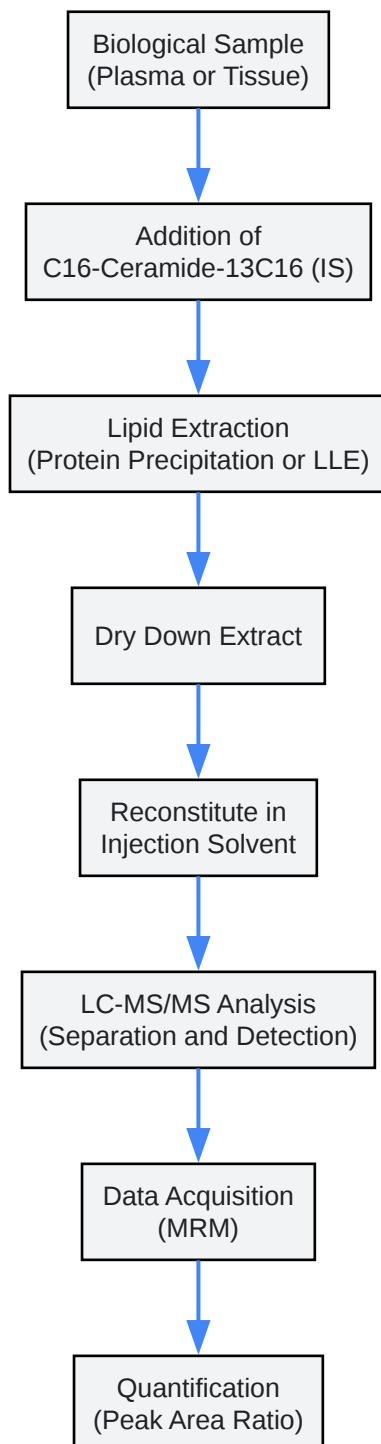 Biological Sample
(Plasma or Tissue)
Addition of
C16-Ceramide-13C16 (IS)
Lipid Extraction
(Protein Precipitation or LLE)
Dry Down Extract
Reconstitute in
Injection Solvent
LC-MS/MS Analysis
(Separation and Detection)
Data Acquisition
(MRM)
Quantification
(Peak Area Ratio)